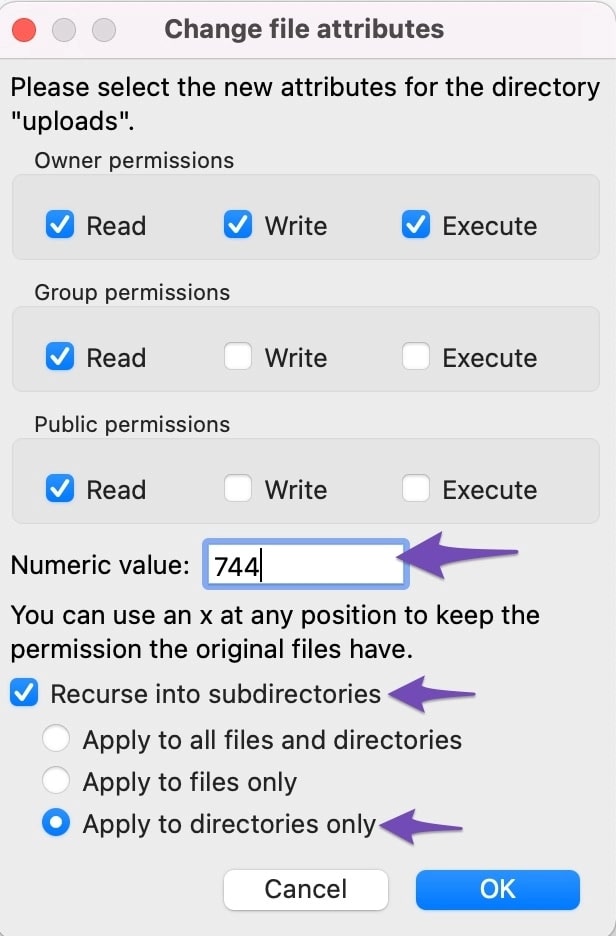 Change file attributes
Please select the new attributes for the directory
"uploads".
Owner permissions
Read Write Execute
Group permissions
Read Write Execute
Public permissions
Read Write Execute
Numeric value: 744
You can use an x at any position to keep the
permission the original files have.
Recurse into subdirectories
Apply to all files and directories
Apply to files only
Apply to directories only
Cancel OK